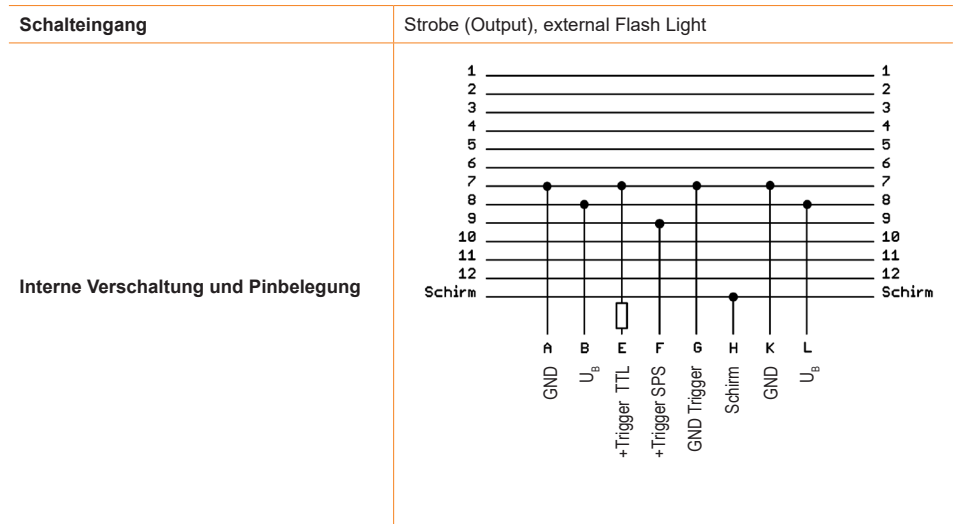 Schalteingang
Strobe (Output), external Flash Light
Interne Verschaltung und Pinbelegung
1 1
2 2
3 3
4 4
5 5
6 6
7 7
8 8
9 9
10 10
11 11
12 12
Schirm Schirm
A B E F G H K L
GND
UB
+Trigger TTL
+Trigger SPS
GND Trigger
Schirm
GND
UB